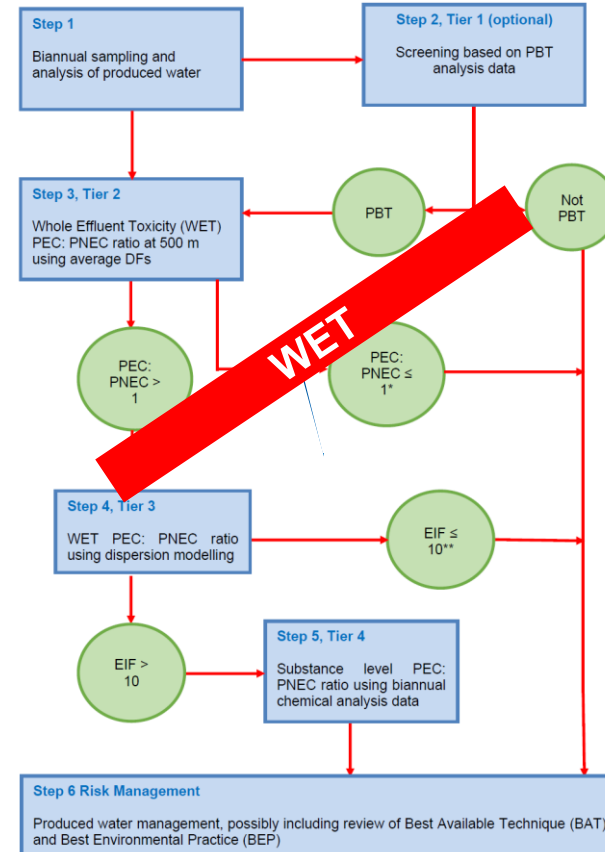 Step 1
Biannual sampling and
analysis of produced water
Step 2, Tier 1 (optional)
Screening based on PBT
analysis data
Step 3, Tier 2
Whole Effluent Toxicity (WET)
PEC: PNEC ratio at 500 m
using average DFs
PBT
Not
PBT
WET
PEC:
PNEC >
1
PEC:
PNEC ≤
1*
Step 4, Tier 3
WET PEC: PNEC ratio
using dispersion modelling
EIF ≤
10**
EIF >
10
Step 5, Tier 4
Substance level PEC:
PNEC ratio using biannual
chemical analysis data
Step 6 Risk Management
Produced water management, possibly including review of Best Available Technique (BAT)
and Best Environmental Practice (BEP)